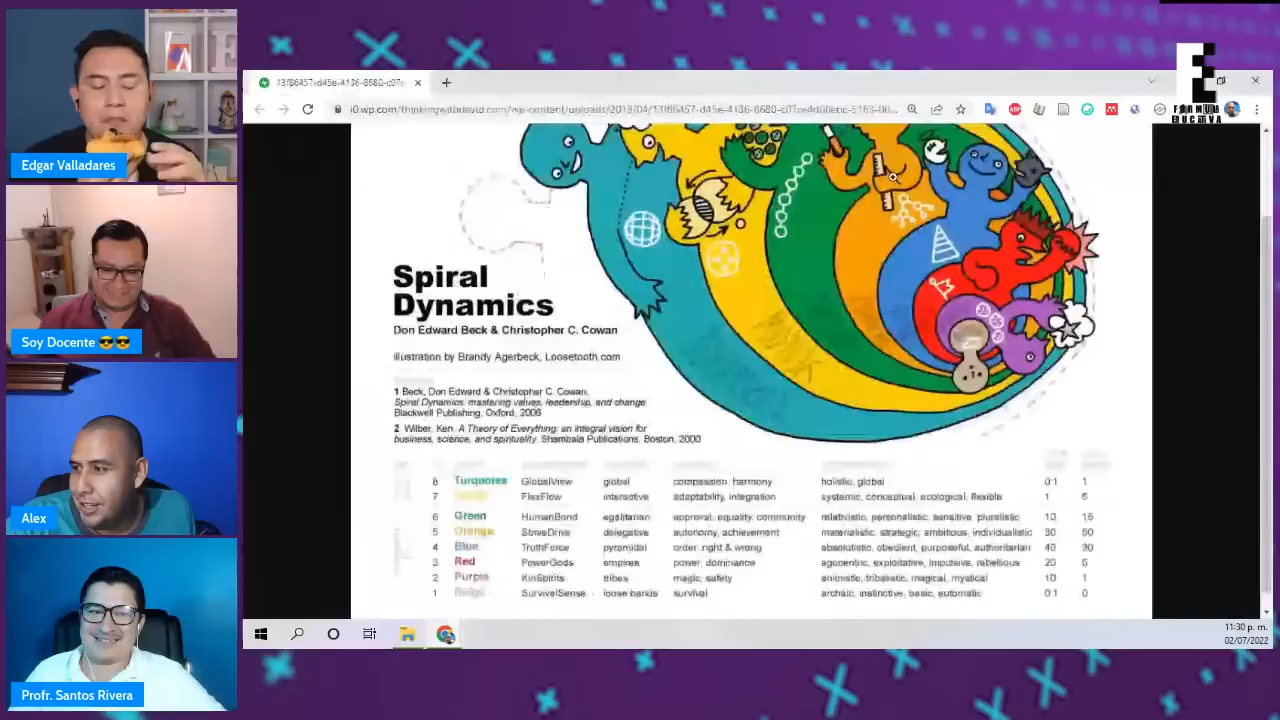 Edgar Valladares
Soy Docente 😎😎
Alex
Profr. Santos Rivera
FORMULA
EDUCATIVA
Spiral
Dynamics
Don Edward Beck & Christopher C. Cowan
illustration by Brandy Agerbeck, Loosetooth.com
1 Beck, Don Edward & Christopher C. Cowan.
Spiral Dynamics: mastering values, leadership, and change
Blackwell Publishing, Oxford, 2006
2 Wilber, Ken. A Theory of Everything: an integral vision for
business, science, and spirituality. Shambala Publications, Boston, 2000
8 Turquoise GlobalView global compassion, harmony holistic, global 0.1 1
7 FlexFlow interactive adaptability, integration systemic, conceptual, ecological, flexible 1 5
6 Green HumanBond egalitarian approval, equality, community relativistic, personalistic, sensitive, pluralistic 10 15
5 Orange StriveDrive delegative autonomy, achievement materialistic, strategic, ambitious, individualistic 30 50
4 Blue TruthForce pyramidal order, right & wrong absolutistic, obedient, purposeful, authoritarian 40 30
3 Red PowerGods empires power, dominance egocentric, exploitative, impulsive, rebellious 20 5
2 Purple KinSpirits tribes magic, safety animistic, tribalistic, magical, mystical 10 1
1 Beige SurvivalSense loose bands survival archaic, instinctive, basic, automatic 0.1 0
11:30 p. m.
02/07/2022